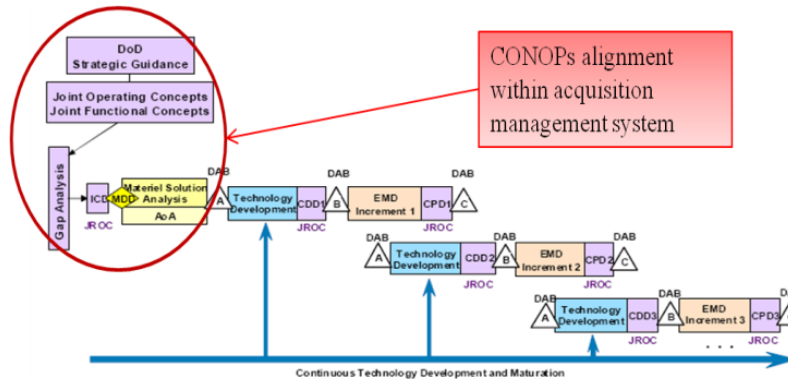 DoD
Strategic Guidance
CONOPs alignment
within acquisition
management system
Joint Operating Concepts
Joint Functional Concepts
Gap Analysis
ICD
MDD
JROC
Materiel Solution
Analysis
AoA
DAB
A
Technology
Development
CDD1
JROC
DAB
B
EMD
Increment 1
CPD1
JROC
DAB
C
DAB
A
Technology
Development
CDD2
JROC
DAB
B
EMD
Increment 2
CPD2
JROC
DAB
C
DAB
A
Technology
Development
CDD3
JROC
DAB
B
EMD
Increment 3
. . .
CPD3
JROC
Continuous Technology Development and Maturation